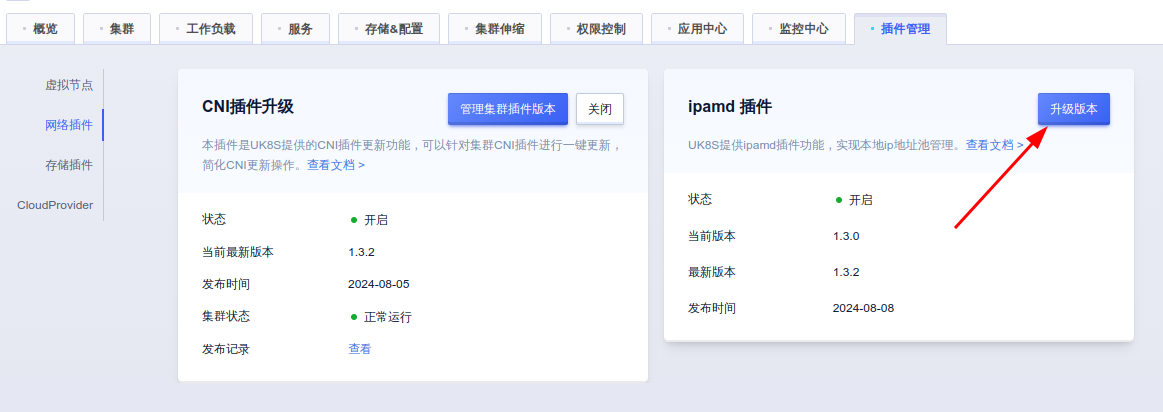 概览 集群 工作负载 服务 存储&配置 集群伸缩 权限控制 应用中心 监控中心 插件管理
虚拟节点
网络插件
存储插件
CloudProvider
CNI插件升级 管理集群插件版本 关闭
本插件是UK8S提供的CNI插件更新功能，可以针对集群CNI插件进行一键更新，
简化CNI更新操作。查看文档 >
状态 开启
当前最新版本 1.3.2
发布时间 2024-08-05
集群状态 正常运行
发布记录 查看
ipamd 插件 升级版本
UK8S提供ipamd插件功能，实现本地ip地址池管理。查看文档 >
状态 开启
当前版本 1.3.0
最新版本 1.3.2
发布时间 2024-08-08